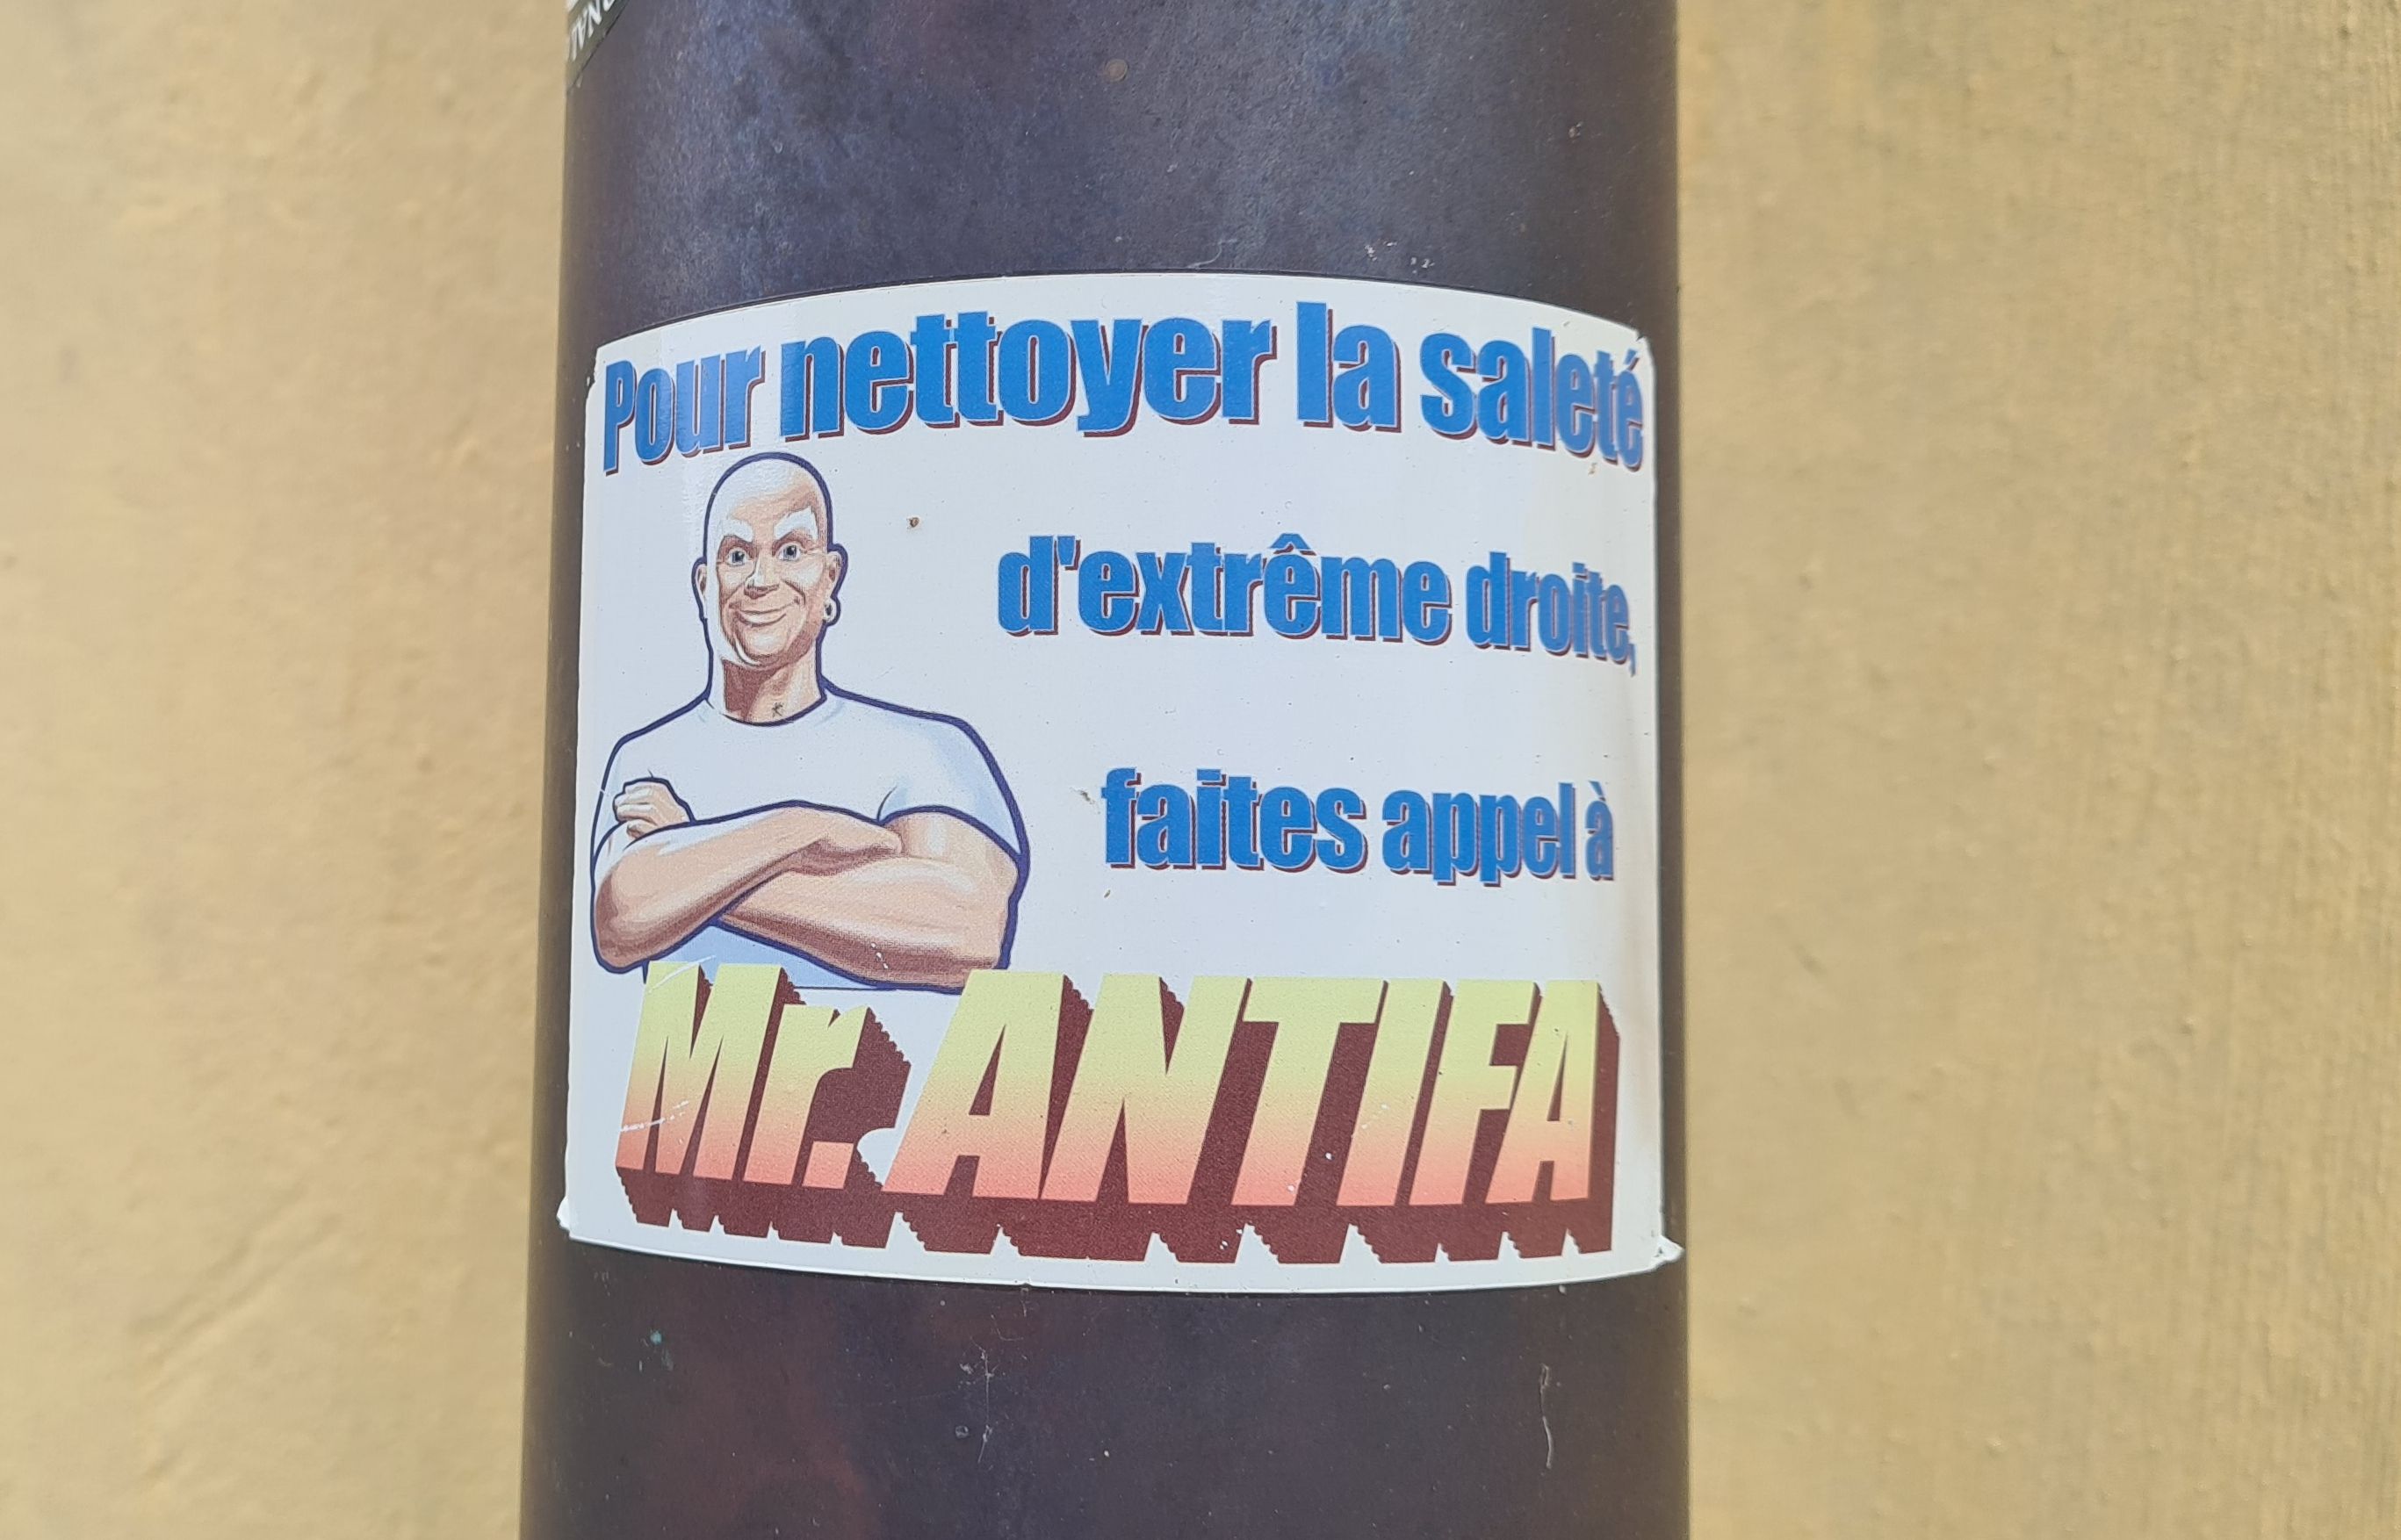 Pour nettoyer la saleté
d'extrême droite,
faites appel à
Mr. ANTIFA